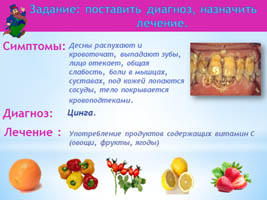 Задание: поставить диагноз, назначить
лечение.
Симптомы:
Десны распухают и
кровоточат, выпадают зубы,
лицо отекает, общая
слабость, боли в мышцах,
суставах, под кожей лопаются
сосуды, тело покрывается
кровоподтеками.
Диагноз: Цинга.
Лечение : Употребление продуктов содержащих витамин С
(овощи, фрукты, ягоды)